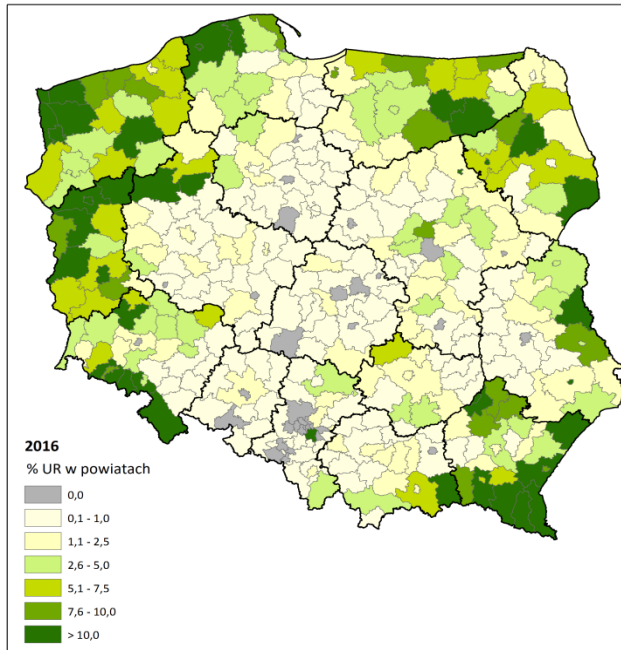 2016
% UR w powiatach
0,0
0,1 - 1,0
1,1 - 2,5
2,6 - 5,0
5,1 - 7,5
7,6 - 10,0
> 10,0